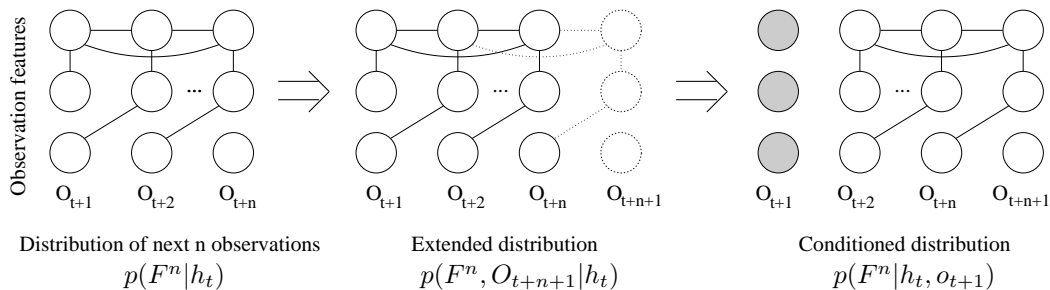 Observation features
...
...
...
O_{t+1} O_{t+2} O_{t+n}
O_{t+1} O_{t+2} O_{t+n} O_{t+n+1}
O_{t+1} O_{t+2} O_{t+n} O_{t+n+1}
Distribution of next n observations
p(F^n|h_t)
Extended distribution
p(F^n, O_{t+n+1}|h_t)
Conditioned distribution
p(F^n|h_t, o_{t+1})